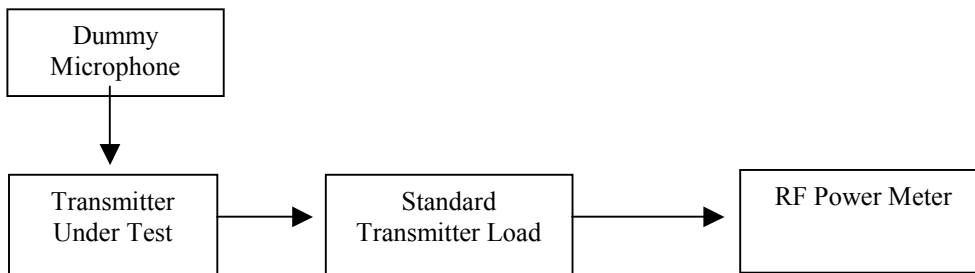 Dummy
Microphone
Transmitter
Under Test
Standard
Transmitter Load
RF Power Meter